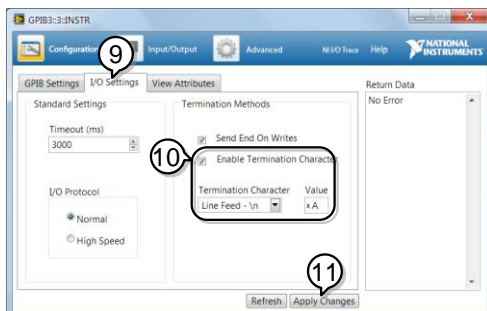 GPIB3::3::INSTR
Configuration Input/Output Advanced NI I/O Trace Help NATIONAL INSTRUMENTS
9
GPIB Settings I/O Settings View Attributes
Return Data
No Error
Standard Settings
Timeout (ms)
3000
I/O Protocol
Normal
High Speed
Termination Methods
Send End On Writes
10
Enable Termination Character
Termination Character Value
Line Feed - \n x A
11
Refresh Apply Changes